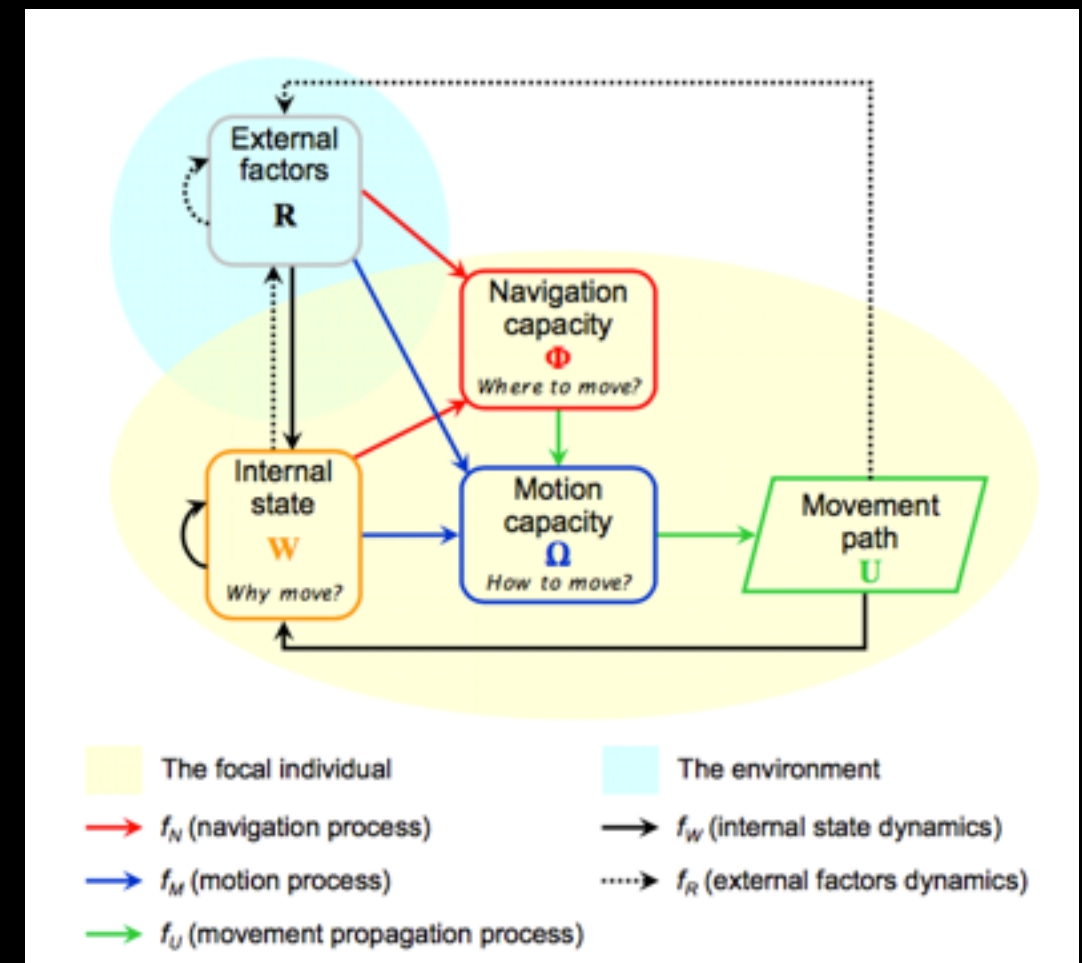 External
factors
R
Navigation
capacity
Φ
Where to move?
Internal
state
W
Why move?
Motion
capacity
Ω
How to move?
Movement
path
U
The focal individual
The environment
f_N (navigation process)
f_W (internal state dynamics)
f_M (motion process)
f_R (external factors dynamics)
f_U (movement propagation process)